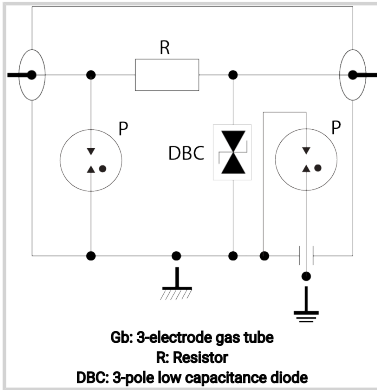 R
P
DBC
P
Gb: 3-electrode gas tube
R: Resistor
DBC: 3-pole low capacitance diode